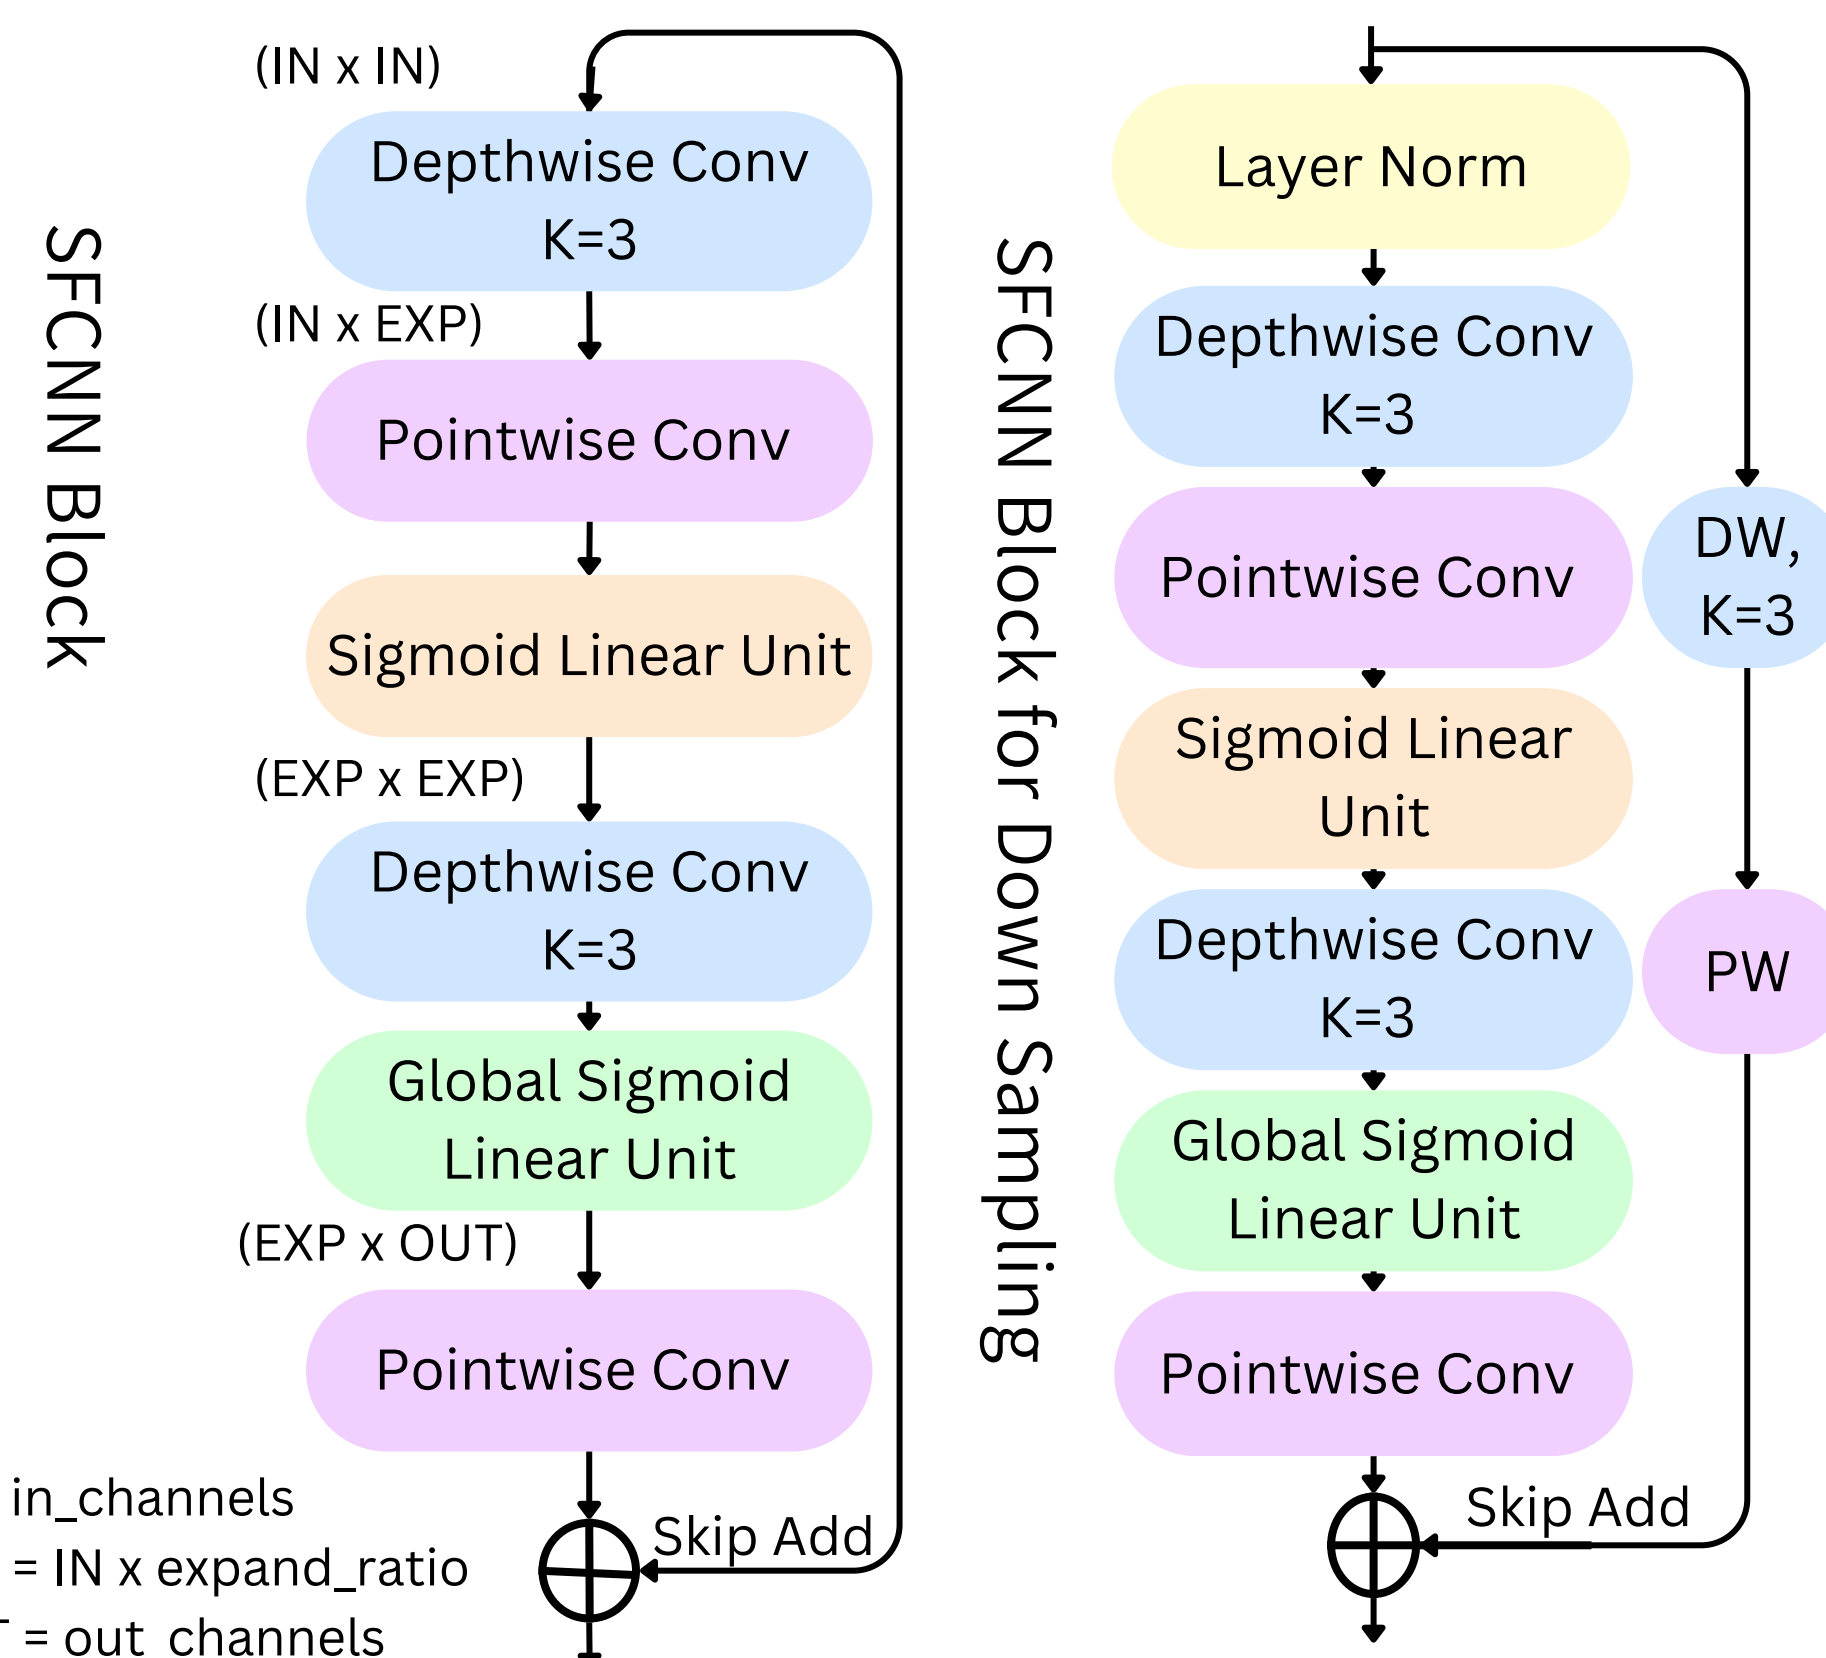 SFCNN Block
(IN x IN)
Depthwise Conv
K=3
(IN x EXP)
Pointwise Conv
Sigmoid Linear Unit
(EXP x EXP)
Depthwise Conv
K=3
Global Sigmoid
Linear Unit
(EXP x OUT)
Pointwise Conv
Skip Add
in_channels
= IN x expand_ratio
= out channels
SFCNN Block for Down Sampling
Layer Norm
Depthwise Conv
K=3
Pointwise Conv
Sigmoid Linear
Unit
Depthwise Conv
K=3
Global Sigmoid
Linear Unit
Pointwise Conv
DW,
K=3
PW
Skip Add